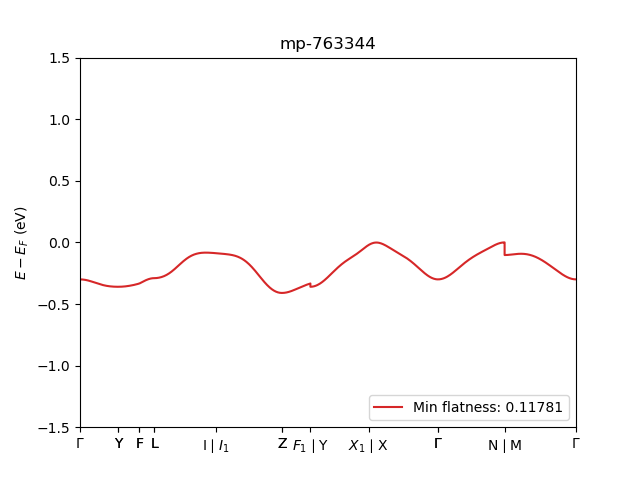 mp-763344
1.5
1.0
0.5
0.0
−0.5
−1.0
−1.5
E − E_F (eV)
Min flatness: 0.11781
Γ Y F L I | I₁ Z F₁ | Y X₁ | X Γ N | M Γ